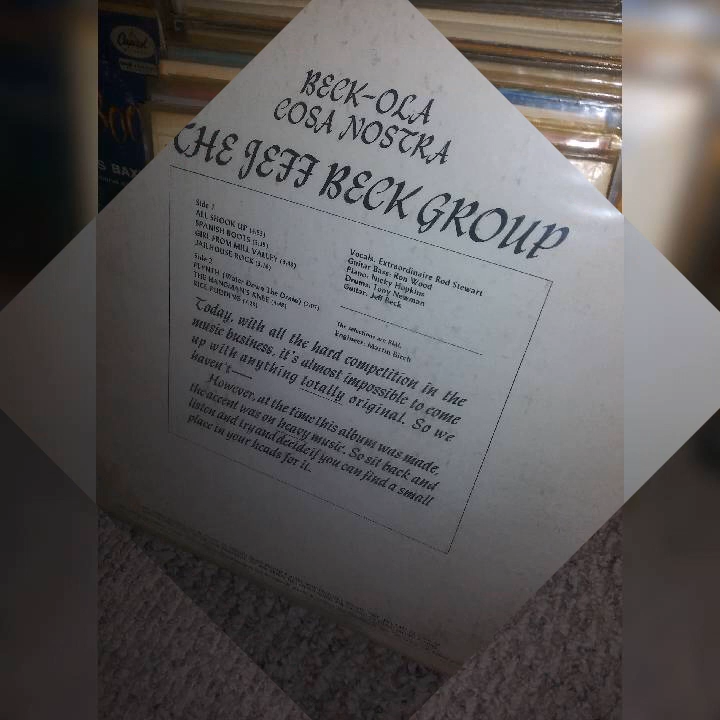 Capitol
BECK-OLA
COSA NOSTRA
THE JEFF BECK GROUP
Side 1
ALL SHOOK UP
SPANISH BOOTS
GIRL FROM MILL VALLEY
JAILHOUSE ROCK
Side 2
PLYNTH (Water Down The Drain)
THE HANGMAN'S KNEE
RICE PUDDING
Vocals, Extraordinaire Rod Stewart
Guitar Bass: Ron Wood
Piano: Nicky Hopkins
Drums: Tony Newman
Guitar: Jeff Beck
The selections are BMI.
Engineer: Martin Birch
Today, with all the hard competition in the
music business, it's almost impossible to come
up with anything totally original. So we
haven't—
However, at the time this album was made,
the accent was on heavy music. So sit back and
listen and try and decide if you can find a small
place in your heads for it.